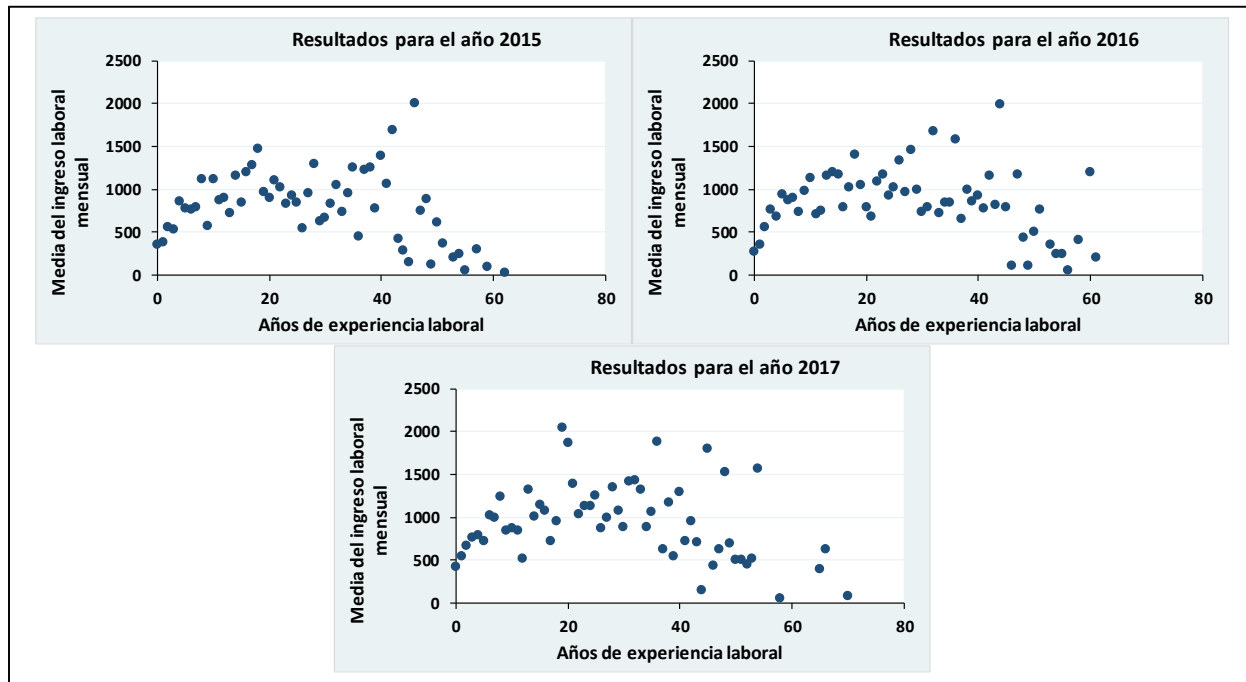 Resultados para el año 2015
2500
2000
1500
1000
500
0
0 20 40 60 80
Media del ingreso laboral
mensual
Años de experiencia laboral
Resultados para el año 2016
2500
2000
1500
1000
500
0
0 20 40 60 80
Media del ingreso laboral
mensual
Años de experiencia laboral
Resultados para el año 2017
2500
2000
1500
1000
500
0
0 20 40 60 80
Media del ingreso laboral
mensual
Años de experiencia laboral